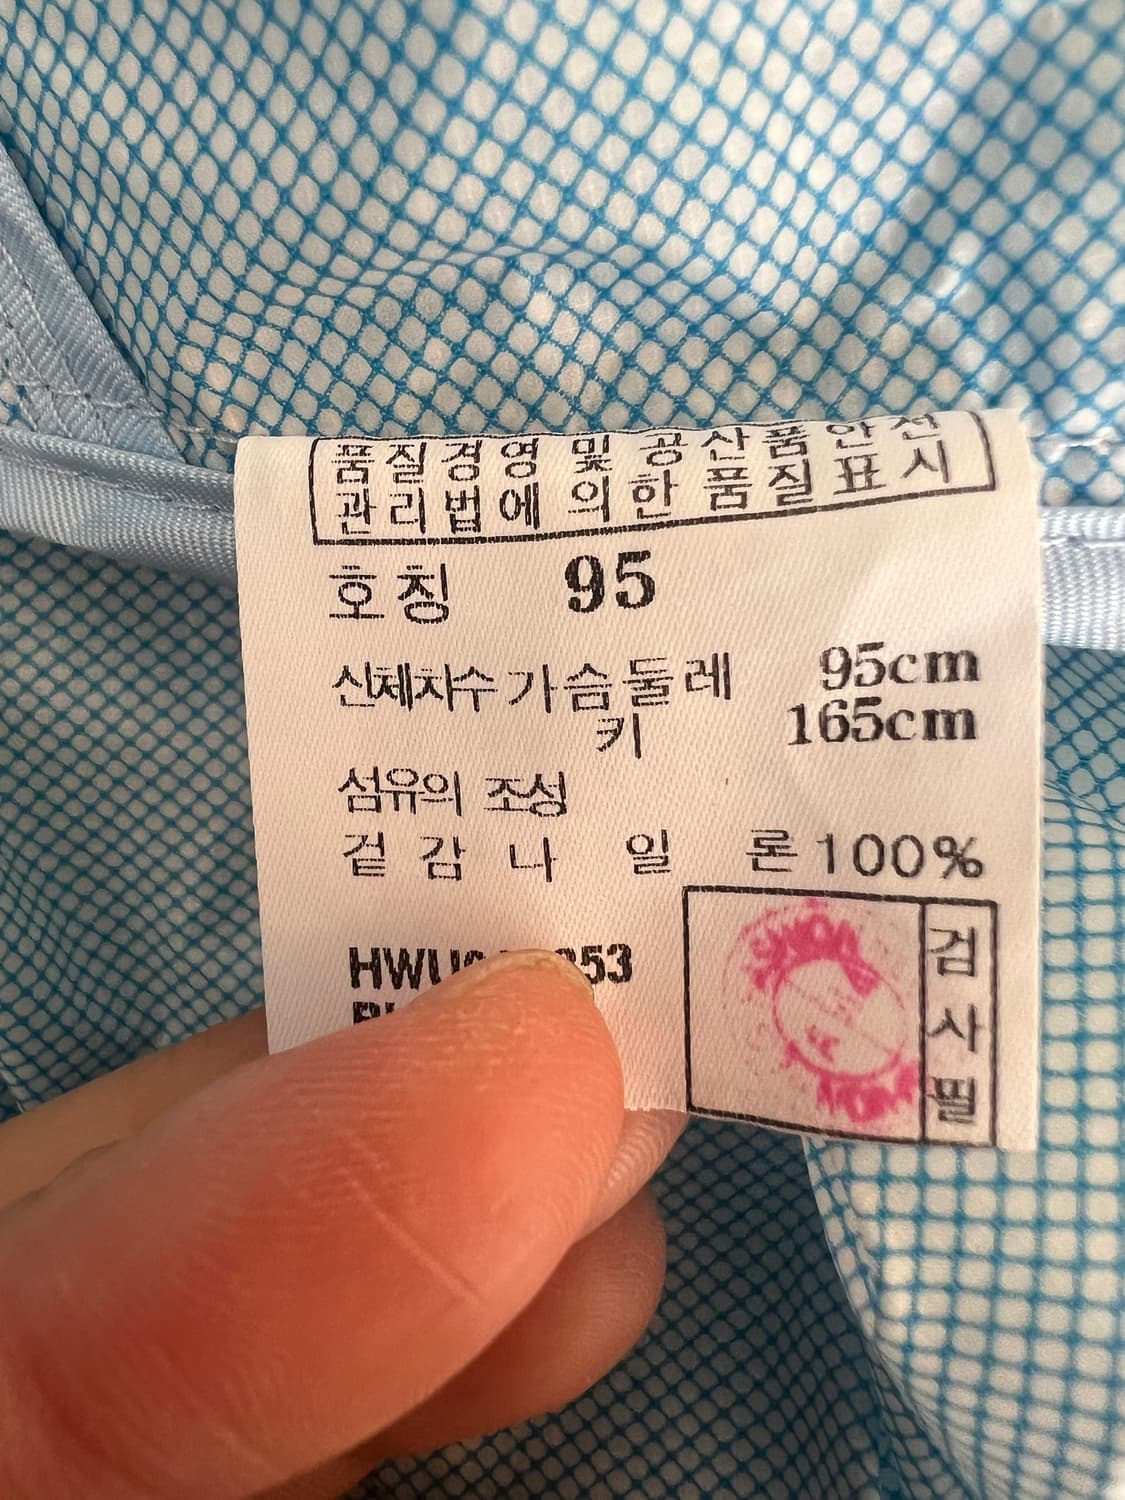 품질경영 및 공산품안전
관리법에 의한 품질표시
호칭 95
신체치수 가슴둘레 95cm
키 165cm
섬유의 조성
겉감 나일론 100%
검사필